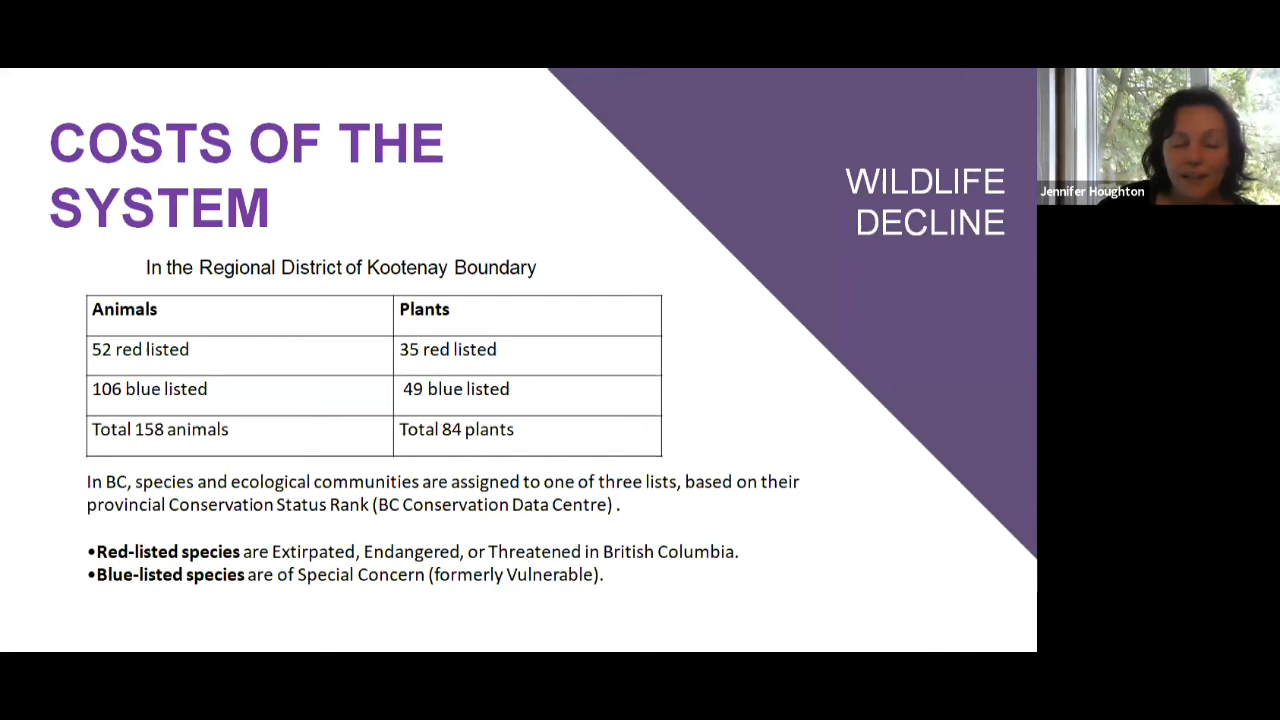 COSTS OF THE
SYSTEM
WILDLIFE
DECLINE
Jennifer Houghton
In the Regional District of Kootenay Boundary
Animals Plants
52 red listed 35 red listed
106 blue listed 49 blue listed
Total 158 animals Total 84 plants
In BC, species and ecological communities are assigned to one of three lists, based on their
provincial Conservation Status Rank (BC Conservation Data Centre) .
•Red-listed species are Extirpated, Endangered, or Threatened in British Columbia.
•Blue-listed species are of Special Concern (formerly Vulnerable).